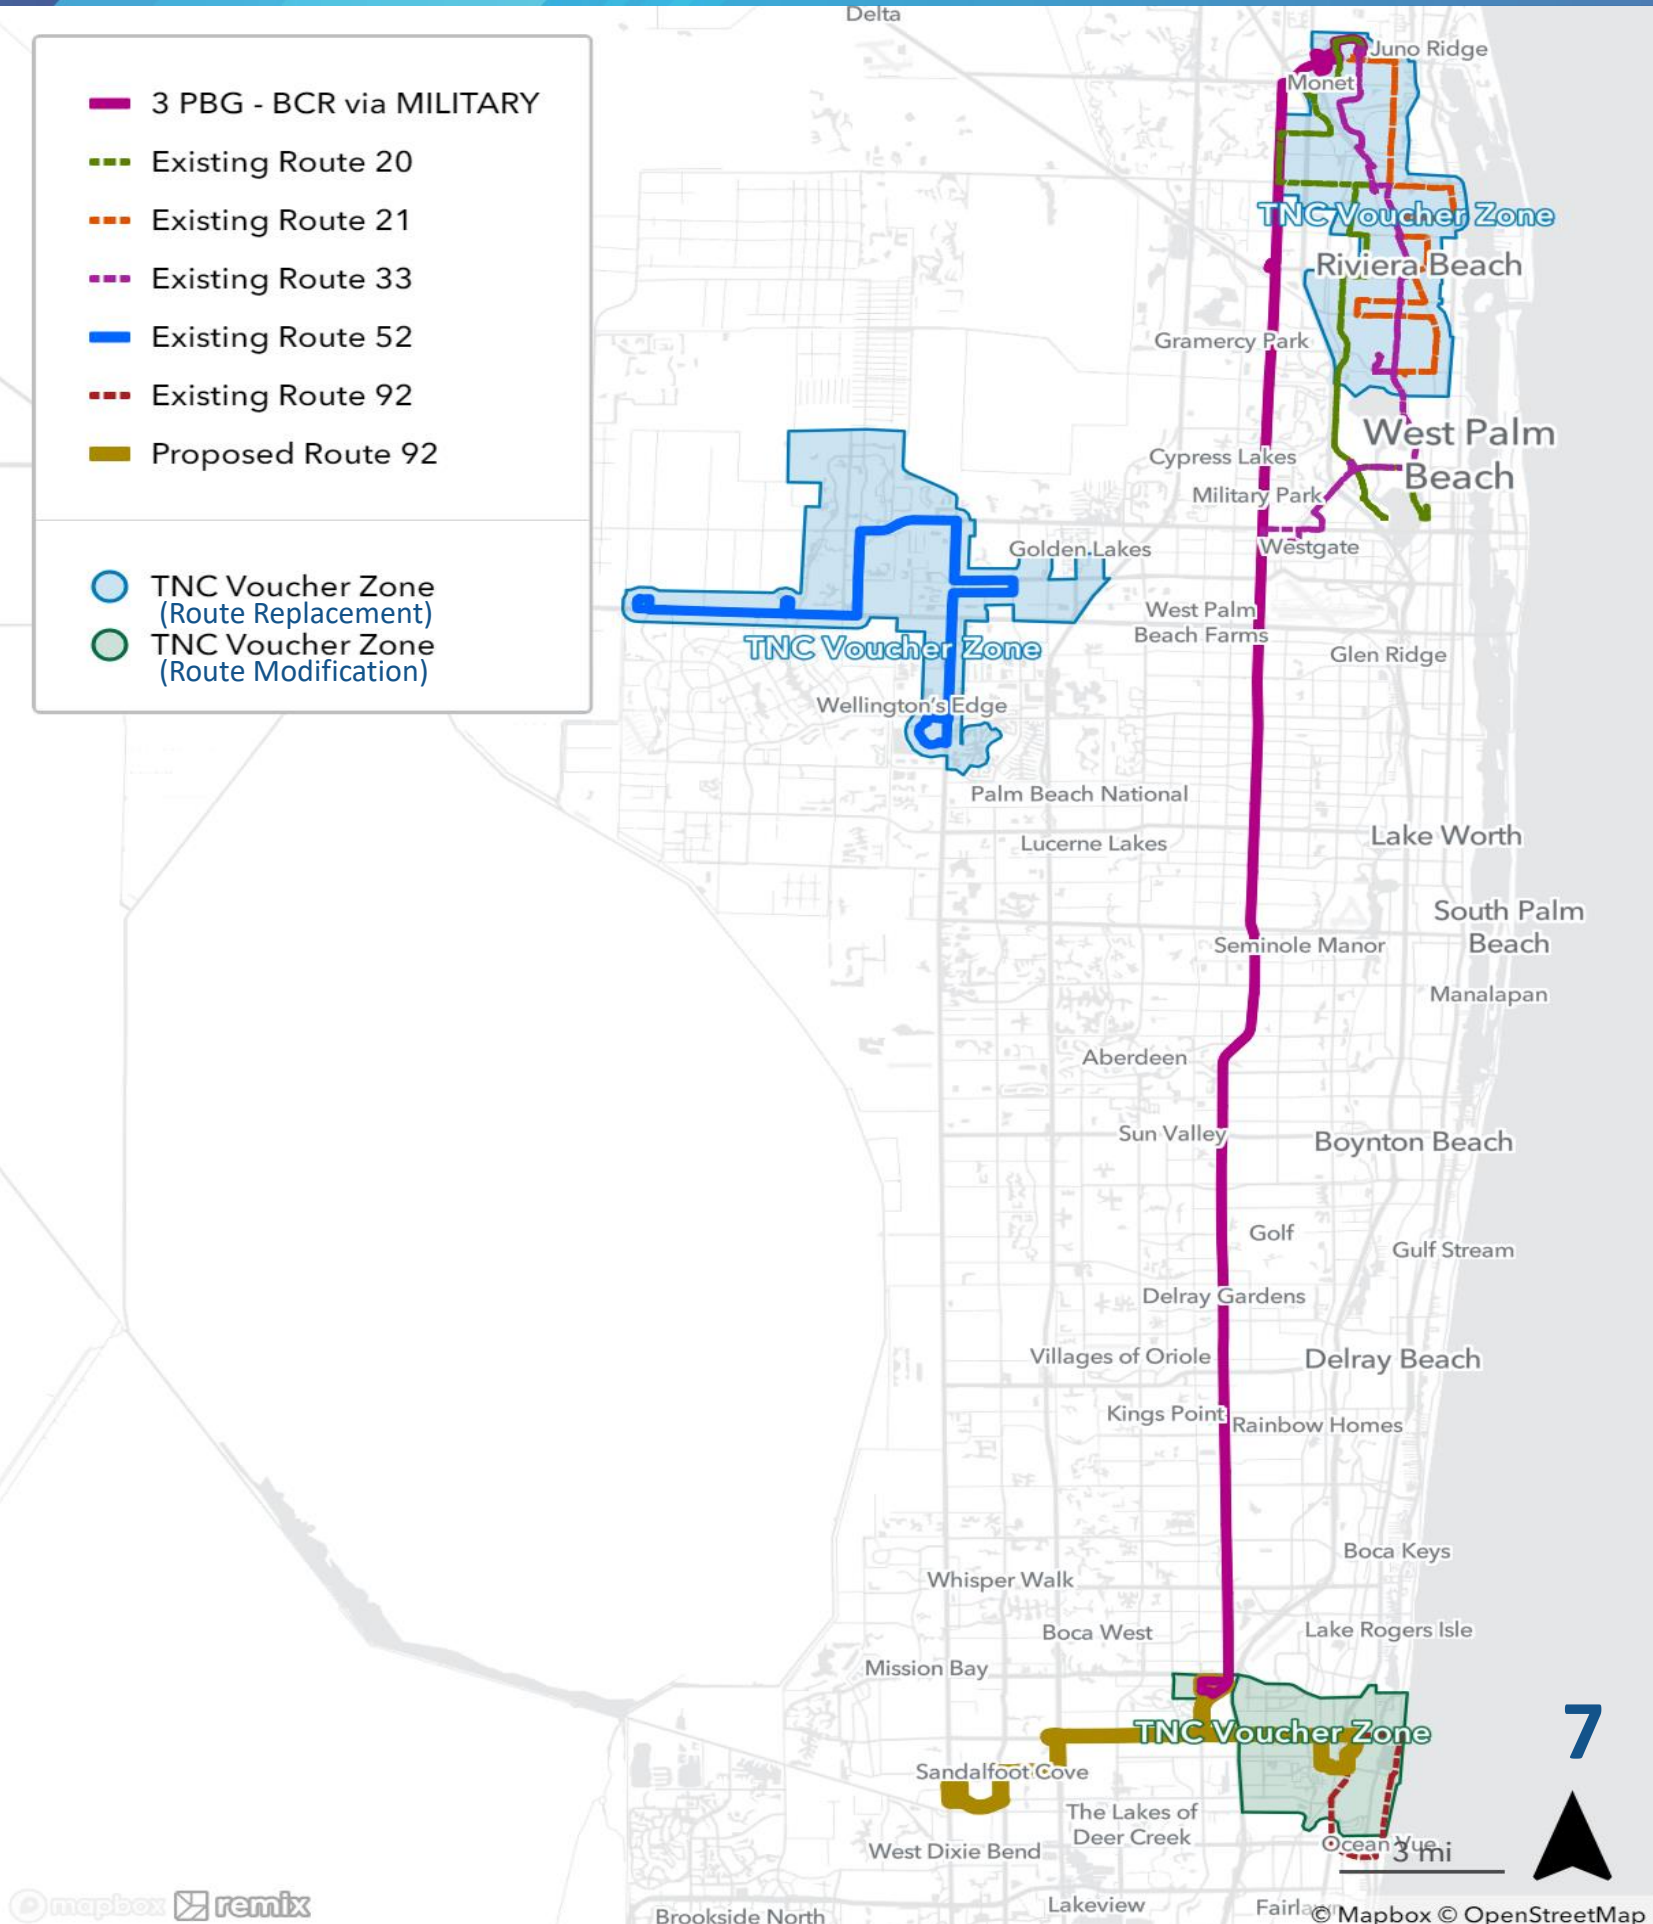 Delta
3 PBG - BCR via MILITARY
Existing Route 20
Existing Route 21
Existing Route 33
Existing Route 52
Existing Route 92
Proposed Route 92
TNC Voucher Zone
(Route Replacement)
TNC Voucher Zone
(Route Modification)
Juno Ridge
Monet
TNC Voucher Zone
Riviera Beach
Gramercy Park
West Palm
Beach
Cypress Lakes
Military Park
Westgate
Golden Lakes
West Palm
Beach Farms
TNC Voucher Zone
Glen Ridge
Wellington's Edge
Palm Beach National
Lucerne Lakes
Lake Worth
South Palm
Beach
Seminole Manor
Manalapan
Aberdeen
Sun Valley
Boynton Beach
Golf
Gulf Stream
Delray Gardens
Villages of Oriole
Delray Beach
Kings Point
Rainbow Homes
Boca Keys
Whisper Walk
Boca West
Lake Rogers Isle
Mission Bay
TNC Voucher Zone
7
Sandalfoot Cove
The Lakes of
Deer Creek
West Dixie Bend
Ocean Vue
3 mi
Lakeview
Brookside North
mapbox remix
© Mapbox © OpenStreetMap